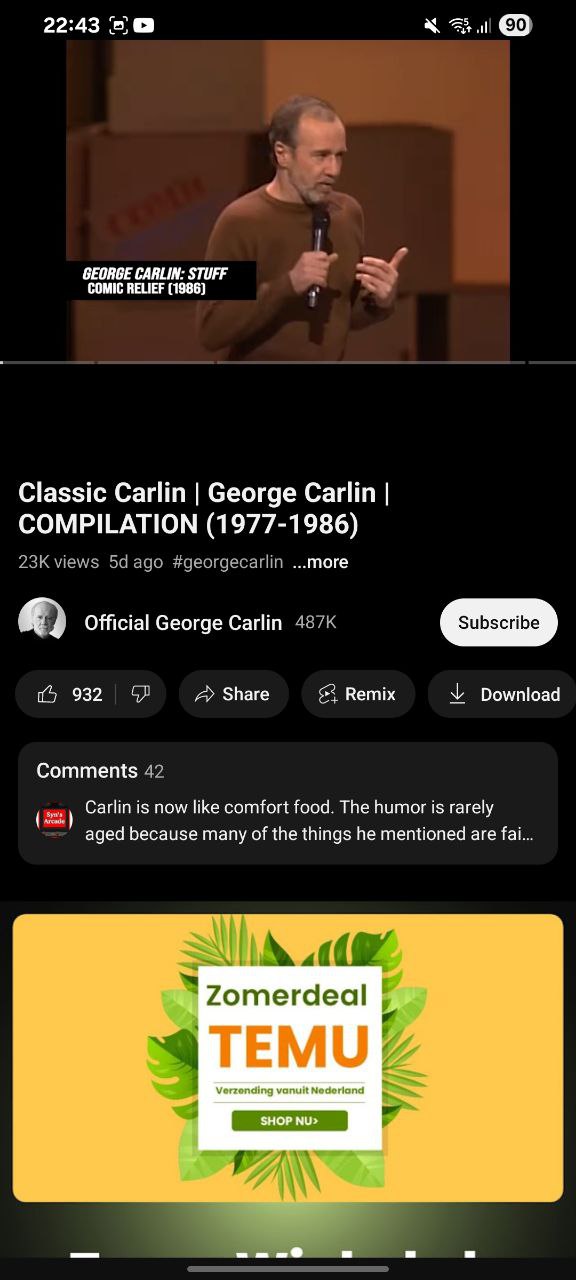 22:43
90
GEORGE CARLIN: STUFF
COMIC RELIEF (1986)
Classic Carlin | George Carlin |
COMPILATION (1977-1986)
23K views 5d ago #georgecarlin ...more
Official George Carlin 487K
Subscribe
932
Share
Remix
Download
Comments 42
Syn's
Arcade
Carlin is now like comfort food. The humor is rarely
aged because many of the things he mentioned are fai...
Zomerdeal
TEMU
Verzending vanuit Nederland
SHOP NU>